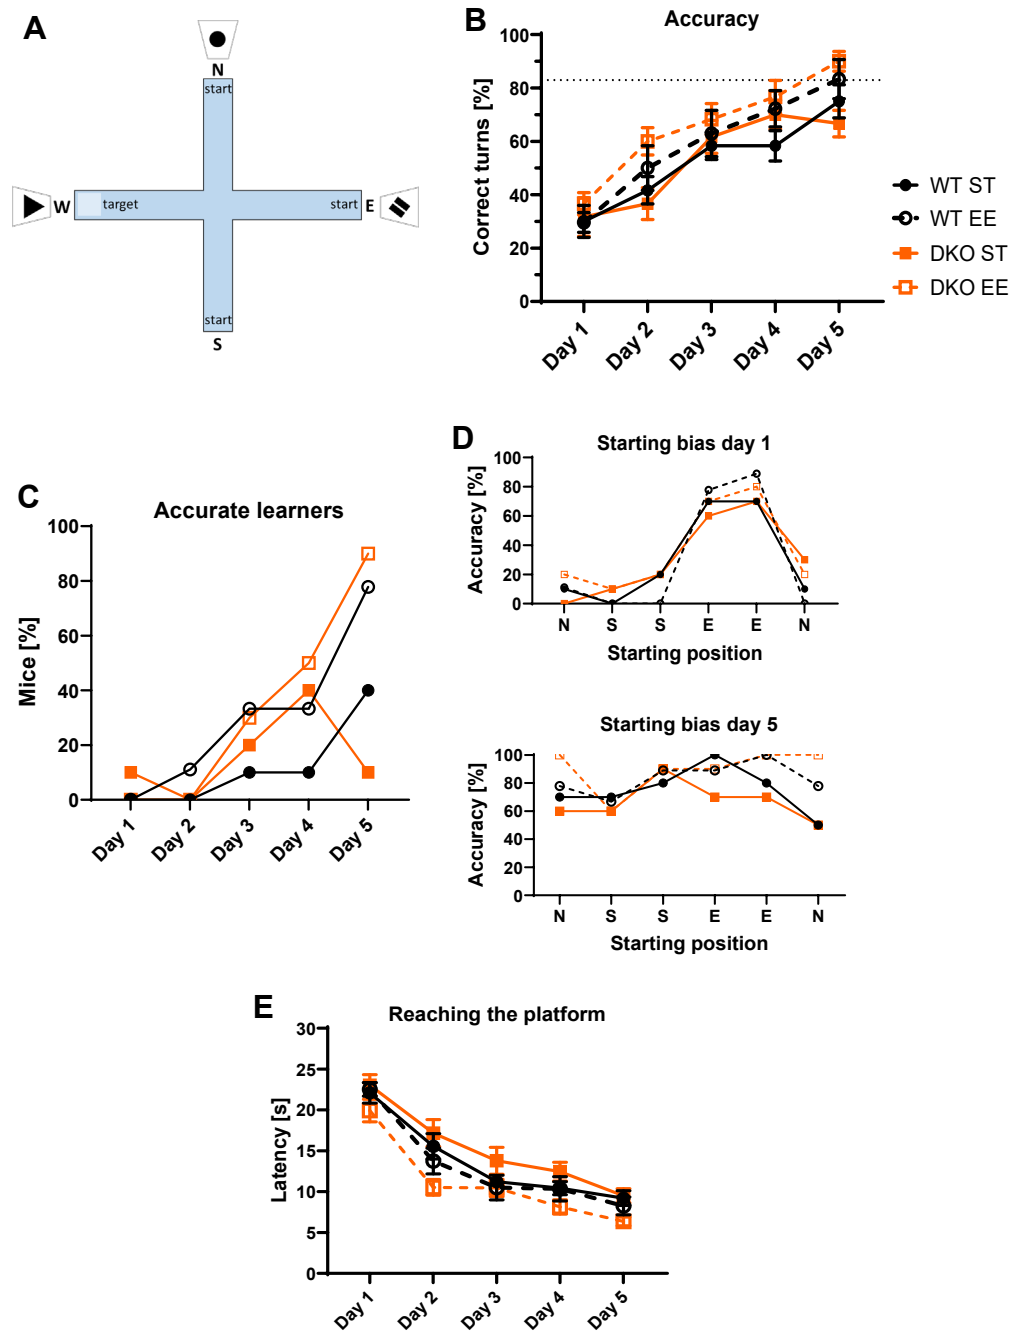 A
N
start
W
target
start
E
start
S
B
Accuracy
Correct turns [%]
100
80
60
40
20
0
Day 1
Day 2
Day 3
Day 4
Day 5
WT ST
WT EE
DKO ST
DKO EE
C
Accurate learners
Mice [%]
100
80
60
40
20
0
Day 1
Day 2
Day 3
Day 4
Day 5
D
Starting bias day 1
Accuracy [%]
100
80
60
40
20
0
N S S E E N
Starting position
Starting bias day 5
Accuracy [%]
100
80
60
40
20
0
N S S E E N
Starting position
E
Reaching the platform
Latency [s]
30
25
20
15
10
5
0
Day 1
Day 2
Day 3
Day 4
Day 5